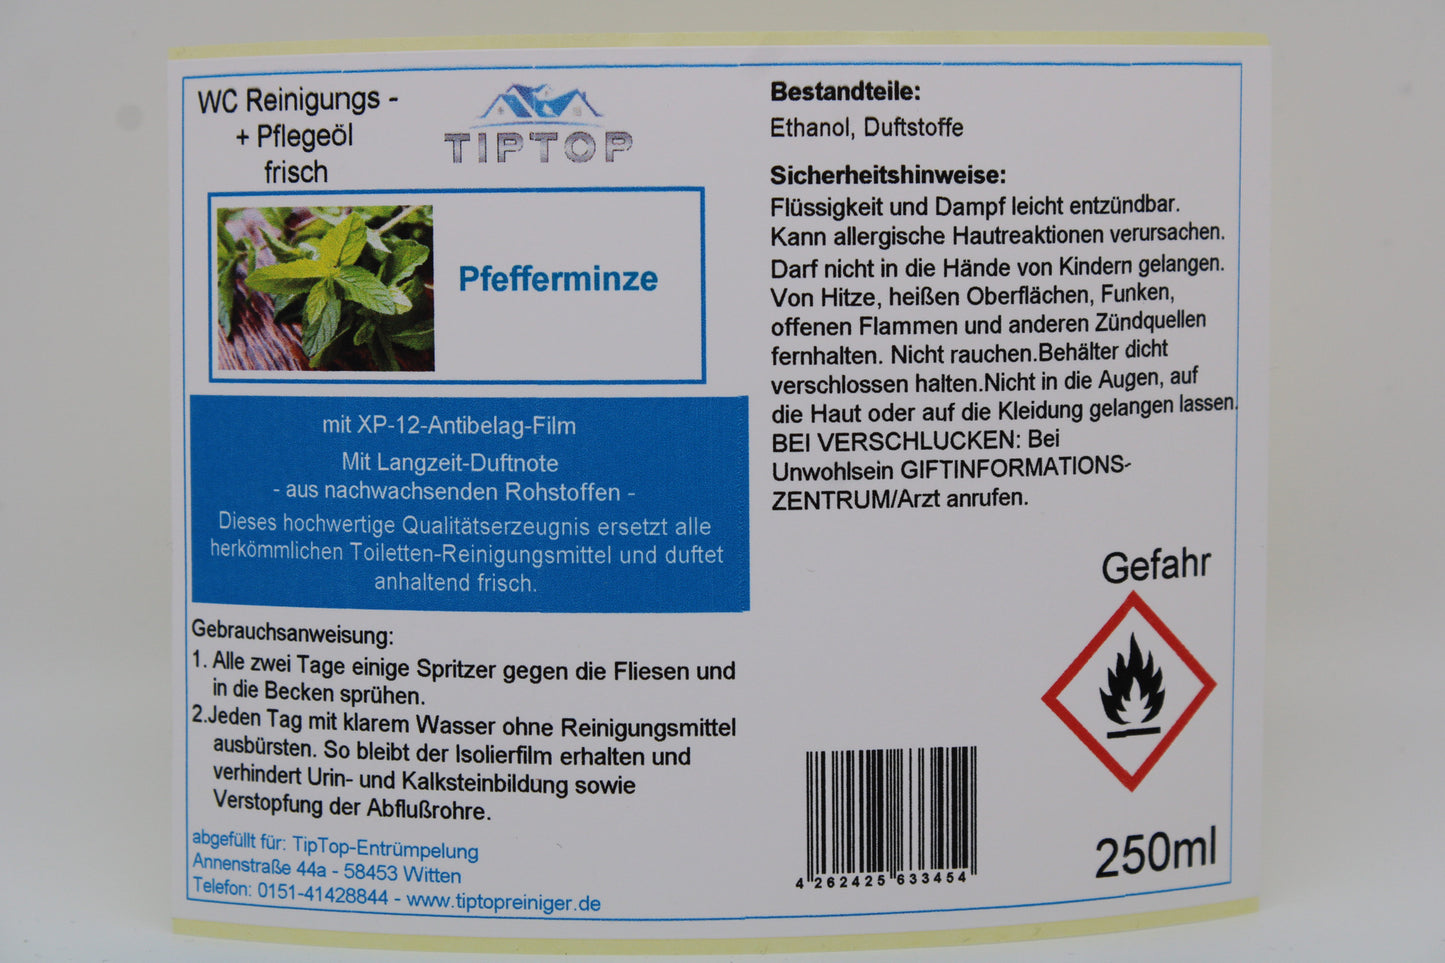 WC Reinigungs -
+ Pflegeöl
frisch
TIPTOP
Pfefferminze
mit XP-12-Antibelag-Film
Mit Langzeit-Duftnote
- aus nachwachsenden Rohstoffen -
Dieses hochwertige Qualitätserzeugnis ersetzt alle
herkömmlichen Toiletten-Reinigungsmittel und duftet
anhaltend frisch.
Gebrauchsanweisung:
1. Alle zwei Tage einige Spritzer gegen die Fliesen und
in die Becken sprühen.
2.Jeden Tag mit klarem Wasser ohne Reinigungsmittel
ausbürsten. So bleibt der Isolierfilm erhalten und
verhindert Urin- und Kalksteinbildung sowie
Verstopfung der Abflußrohre.
abgefüllt für: TipTop-Entrümpelung
Annenstraße 44a - 58453 Witten
Telefon: 0151-41428844 - www.tiptopreiniger.de
Bestandteile:
Ethanol, Duftstoffe
Sicherheitshinweise:
Flüssigkeit und Dampf leicht entzündbar.
Kann allergische Hautreaktionen verursachen.
Darf nicht in die Hände von Kindern gelangen.
Von Hitze, heißen Oberflächen, Funken,
offenen Flammen und anderen Zündquellen
fernhalten. Nicht rauchen.Behälter dicht
verschlossen halten.Nicht in die Augen, auf
die Haut oder auf die Kleidung gelangen lassen.
BEI VERSCHLUCKEN: Bei
Unwohlsein GIFTINFORMATIONS-
ZENTRUM/Arzt anrufen.
Gefahr
4 262425 633454
250ml